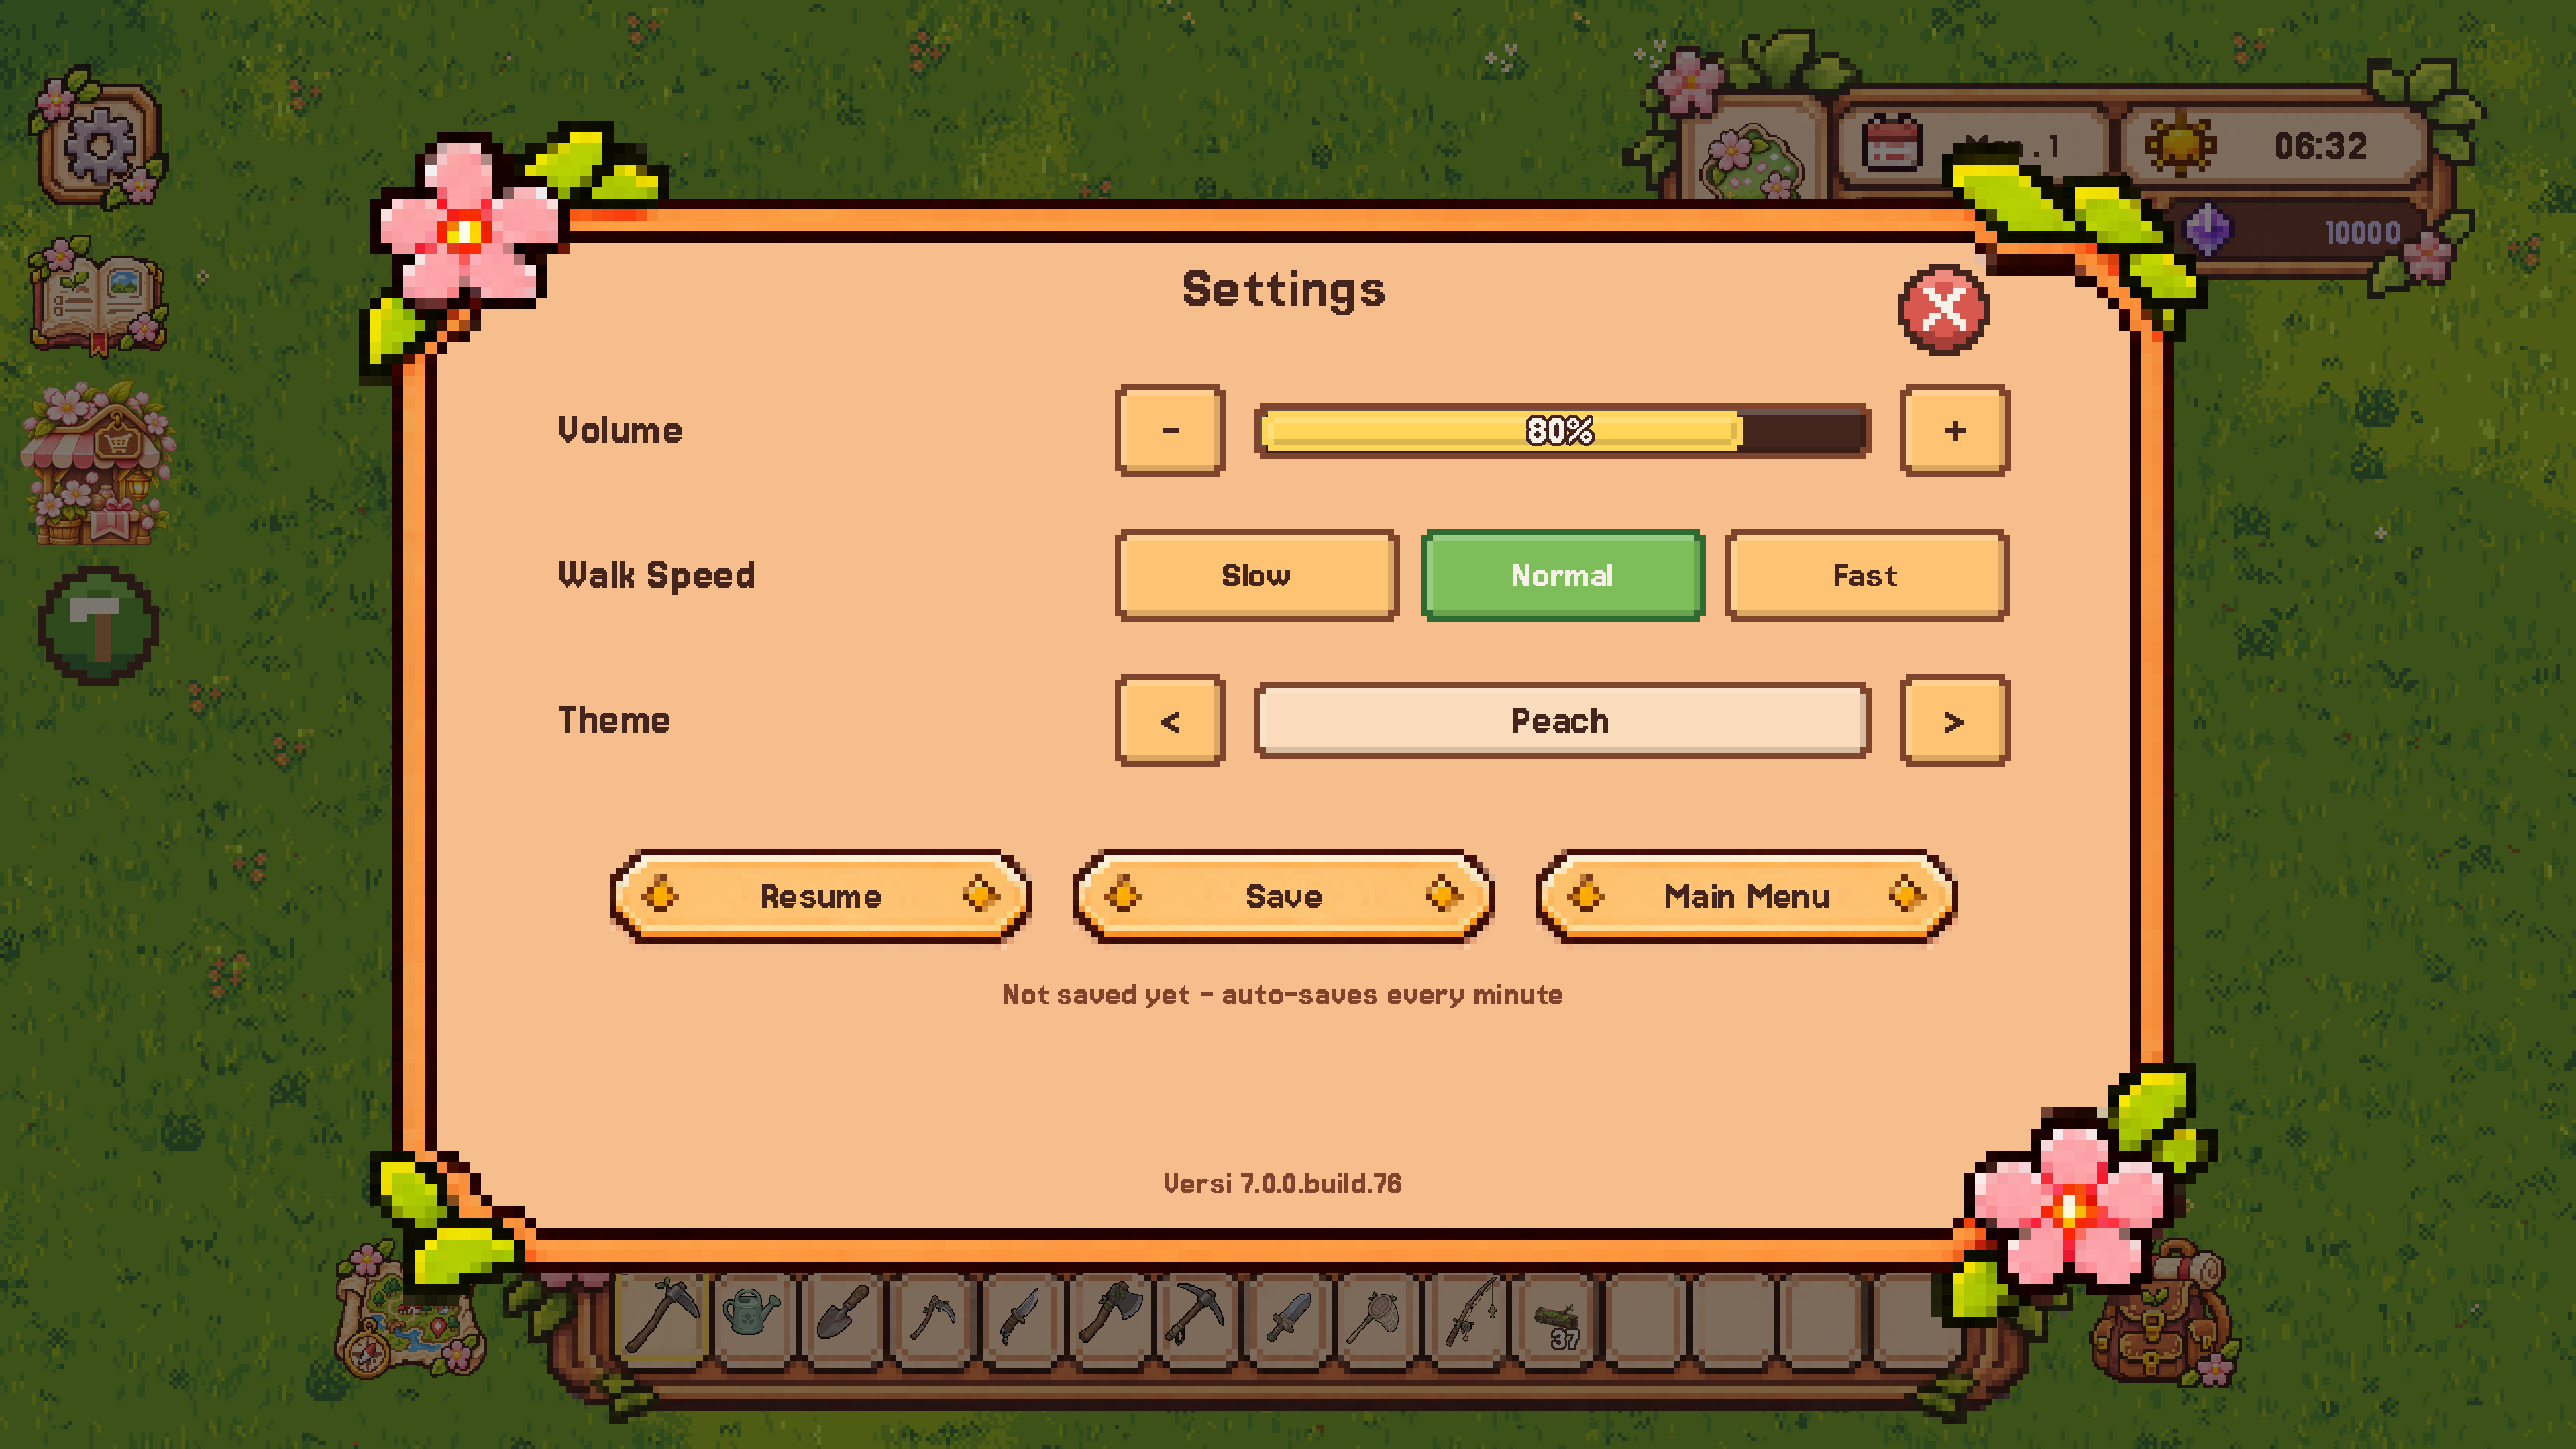 .1
06:32
10000
Settings
Volume
-
80%
+
Walk Speed
Slow
Normal
Fast
Theme
<
Peach
>
Resume
Save
Main Menu
Not saved yet - auto-saves every minute
Versi 7.0.0.build.76
37